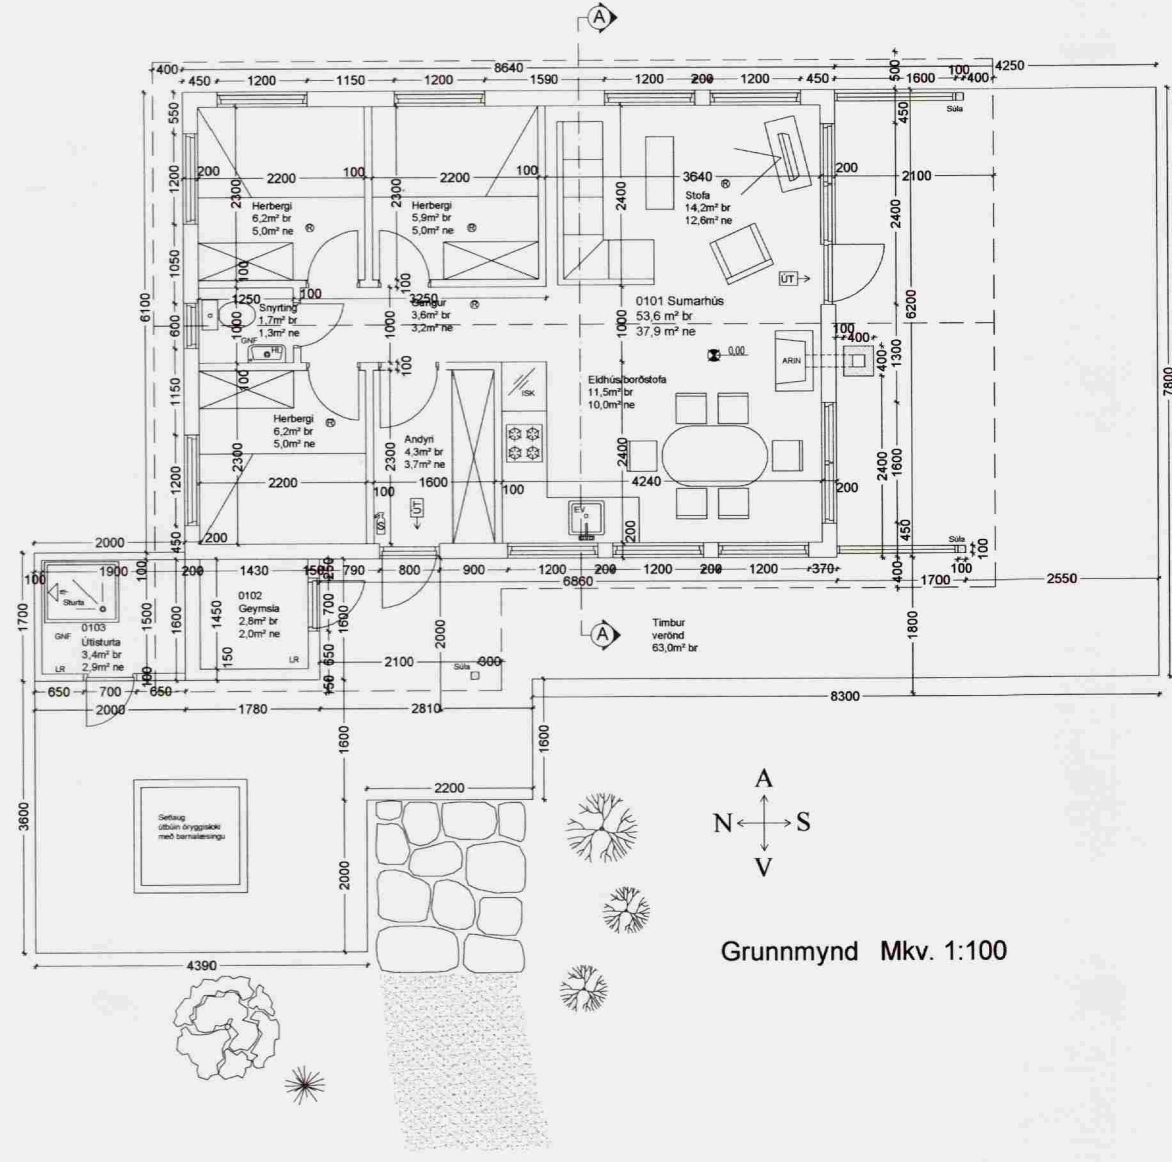 A
400
8640
4250
450
1200
1150
1200
1590
1200
200
1200
450
500
1600
100
400
Súla
550
450
200
2200
100
2200
100
3640
200
2100
1200
2300
2300
2400
2400
Herbergi
6,2m² br
5,0m² ne
R
Herbergi
5,9m² br
5,0m² ne
R
Stofa
14,2m² br
12,6m² ne
R
ÚT
1050
100
100
1250
100
3250
6100
600
1000
Snyrting
1,7m² br
1,3m² ne
GNF
HL
1000
Gangur
3,6m² br
3,2m² ne
R
1000
0101 Sumarhús
53,6 m² br
37,9 m² ne
0,00
ARIN
100
400
400
1300
6200
7800
1150
100
100
ISK
Eldhús/borðstofa
11,5m² br
10,0m² ne
Herbergi
6,2m² br
5,0m² ne
R
Andyri
4,3m² br
3,7m² ne
2300
2300
2400
2400
1600
1200
2200
100
1600
100
4240
200
ÚT
EV
200
200
450
450
Súla
100
2000
100
1900
100
200
1430
150
250
790
800
900
1200
200
1200
200
1200
370
400
100
6860
1700
2550
Sturta
1700
1500
1600
1450
0102
Geymsla
2,8m² br
2,0m² ne
LR
150
700
1600
650
150
2000
1800
GNF
0103
Útisturta
3,4m² br
2,9m² ne
LR
100
2100
Súla
300
A
Timbur
verönd
63,0m² br
650
700
650
2000
1780
2810
8300
1600
1600
2200
3600
Setlaug
útbúin öryggisloki
með barnalæsingu
2000
4390
A
N
S
V
Grunnmynd Mkv. 1:100